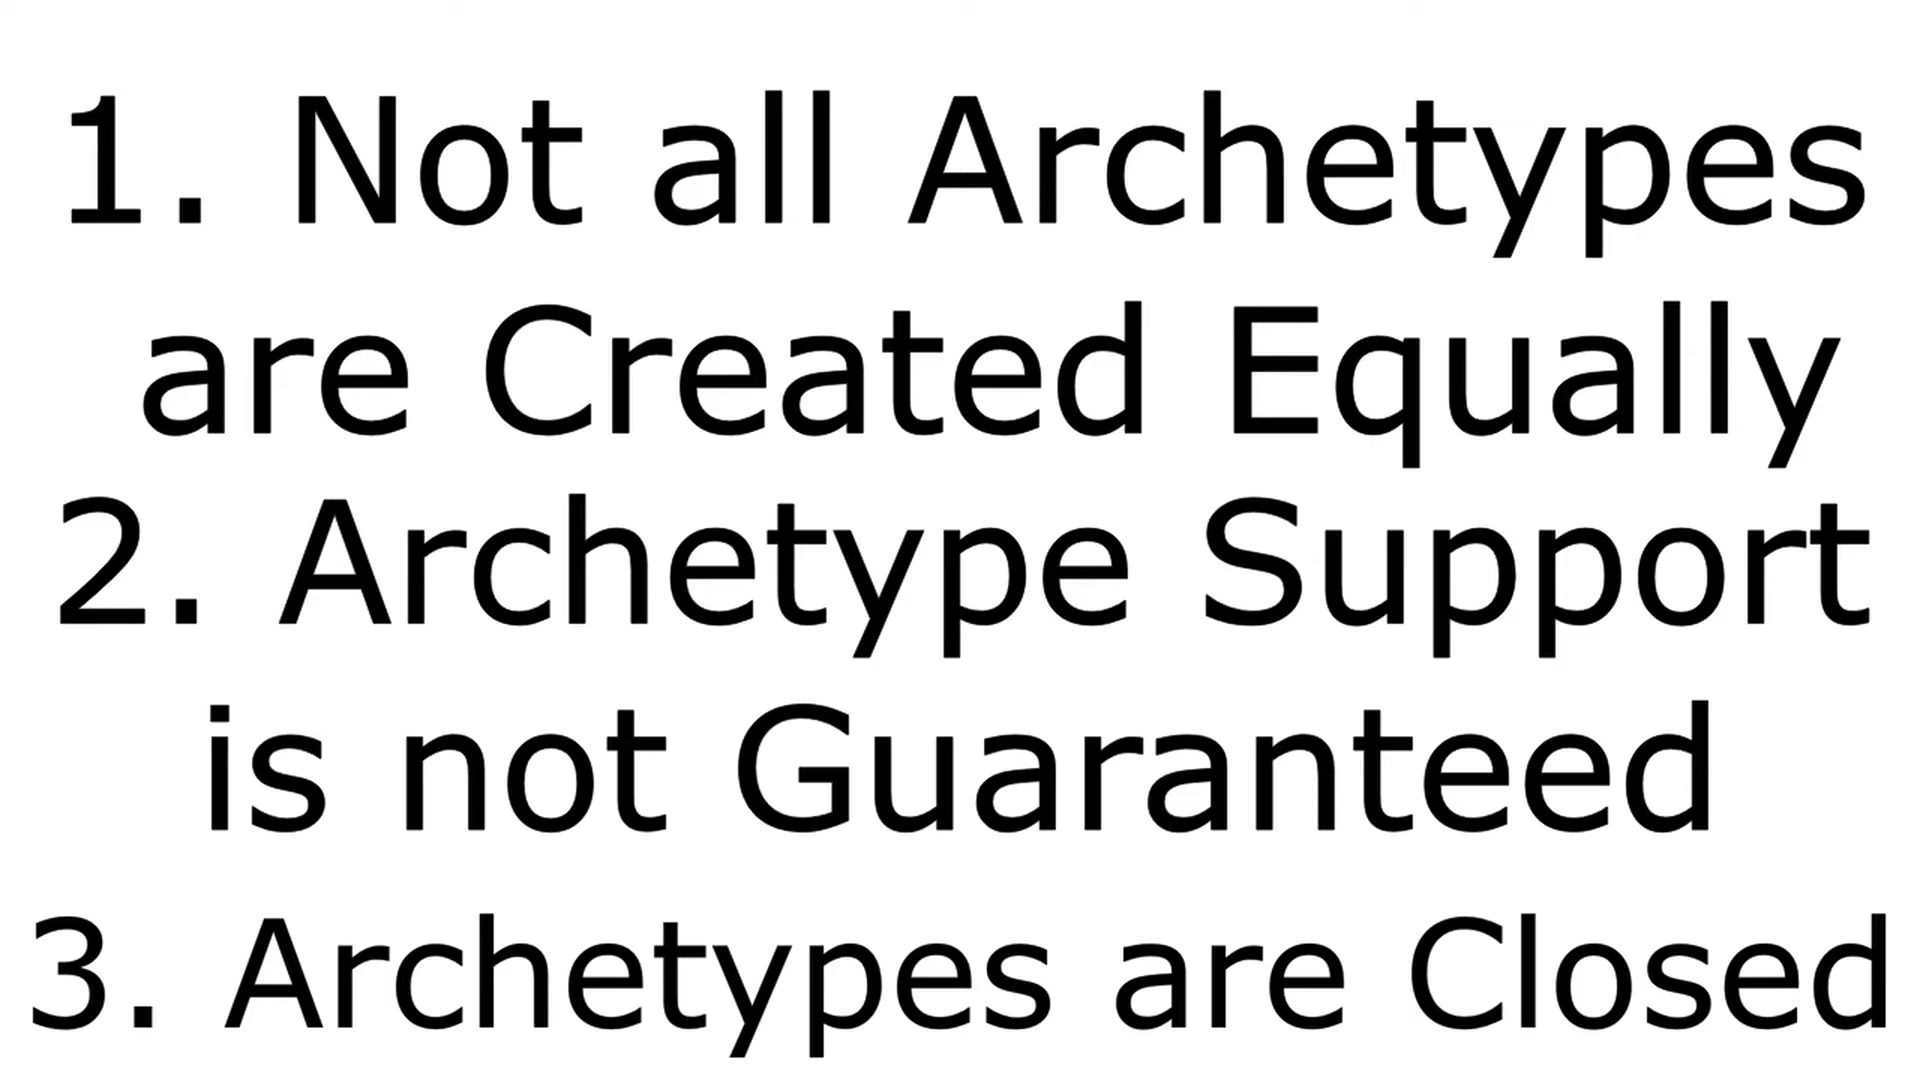 1. Not all Archetypes
are Created Equally
2. Archetype Support
is not Guaranteed
3. Archetypes are Closed